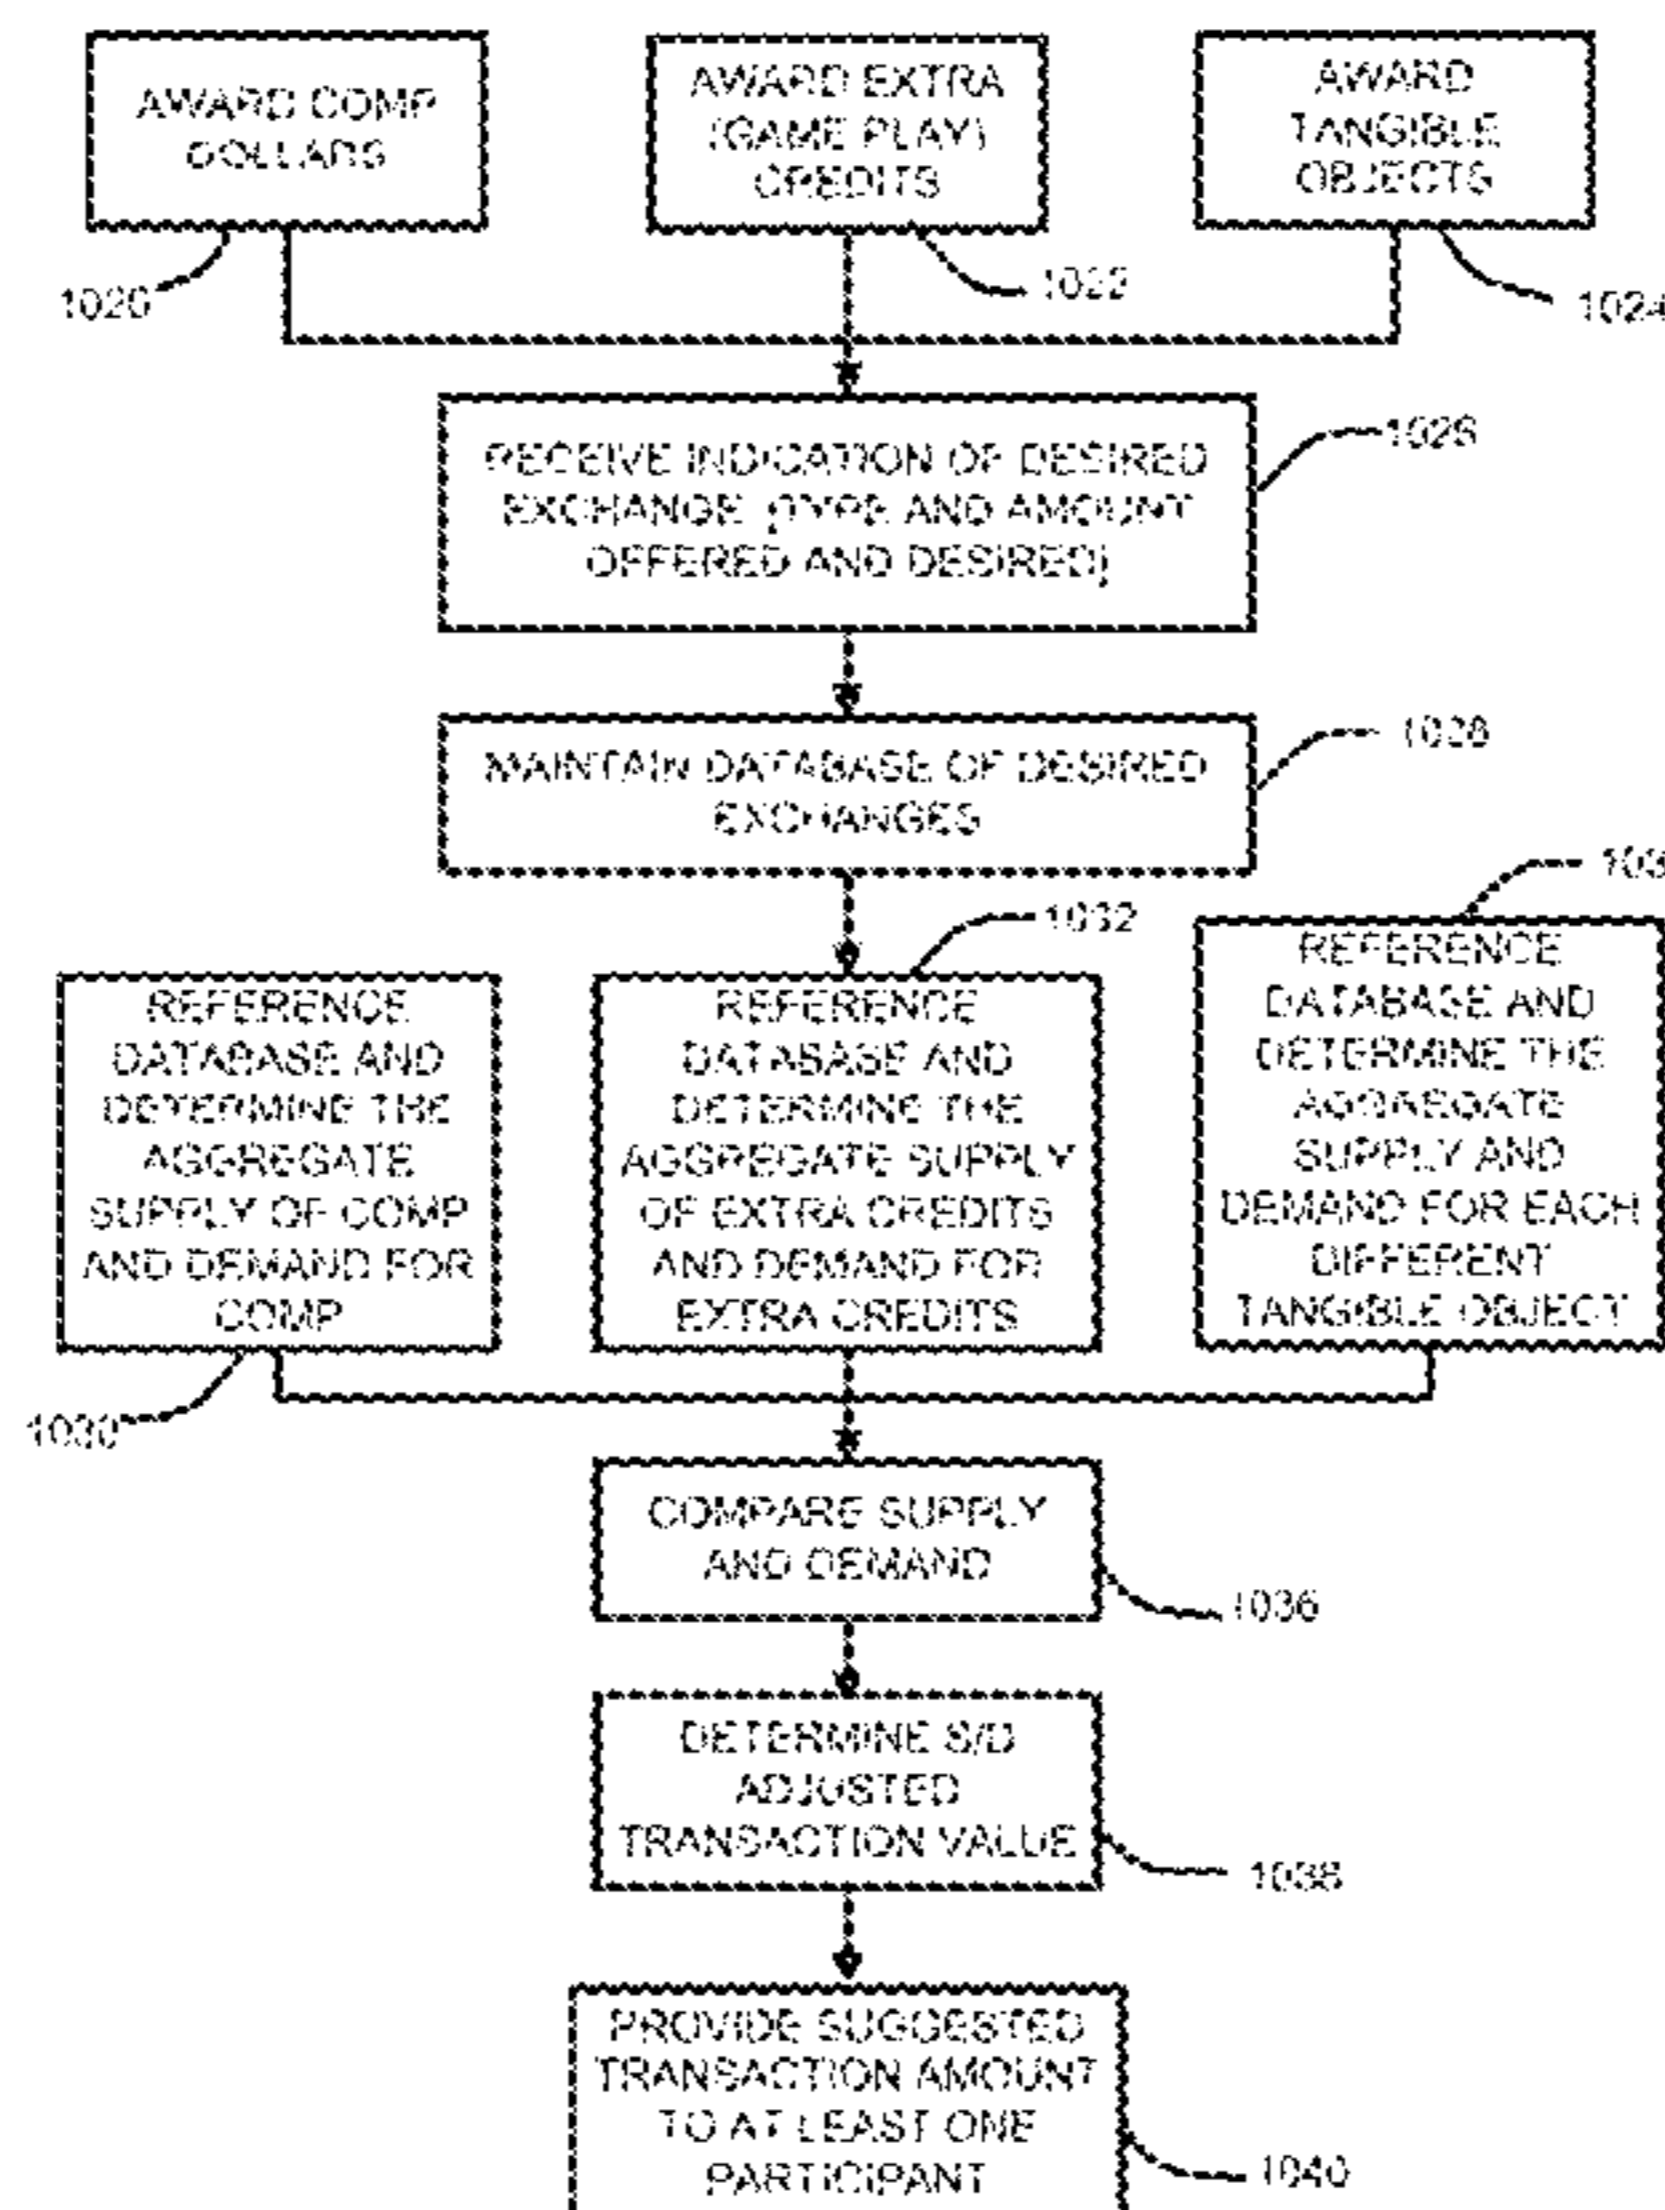 AWARD COMP
DOLLARS
AWARD EXTRA
(GAME PLAY)
CREDITS
AWARD
TANGIBLE
OBJECTS
1020
1022
1024
RECEIVE INDICATION OF DESIRED
EXCHANGE (TYPE AND AMOUNT
OFFERED AND DESIRED)
MAINTAIN DATABASE OF DESIRED
EXCHANGES
1028
1032
REFERENCE
DATABASE AND
DETERMINE THE
AGGREGATE
SUPPLY OF COMP
AND DEMAND FOR
COMP
REFERENCE
DATABASE AND
DETERMINE THE
AGGREGATE SUPPLY
OF EXTRA CREDITS
AND DEMAND FOR
EXTRA CREDITS
REFERENCE
DATABASE AND
DETERMINE THE
AGGREGATE
SUPPLY AND
DEMAND FOR EACH
DIFFERENT
TANGIBLE OBJECT
1030
COMPARE SUPPLY
AND DEMAND
1036
DETERMINE S/D
ADJUSTED
TRANSACTION VALUE
1038
PROVIDE SUGGESTED
TRANSACTION AMOUNT
TO AT LEAST ONE
PARTICIPANT
1040